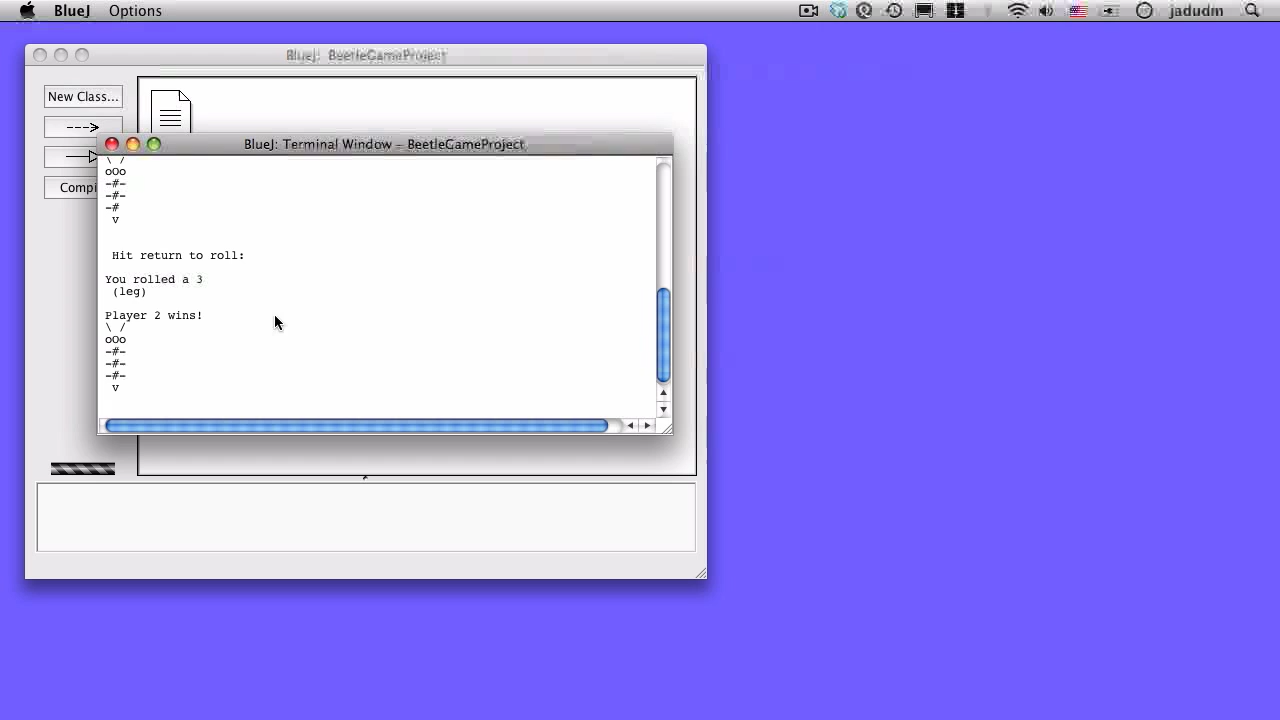 BlueJ Options
jadudm
BlueJ: BeetleGameProject
New Class...
--->
Compi
BlueJ: Terminal Window – BeetleGameProject
\ /
oOo
-#-
-#-
-#
v
Hit return to roll:
You rolled a 3
(leg)
Player 2 wins!
\ /
oOo
-#-
-#-
-#-
v